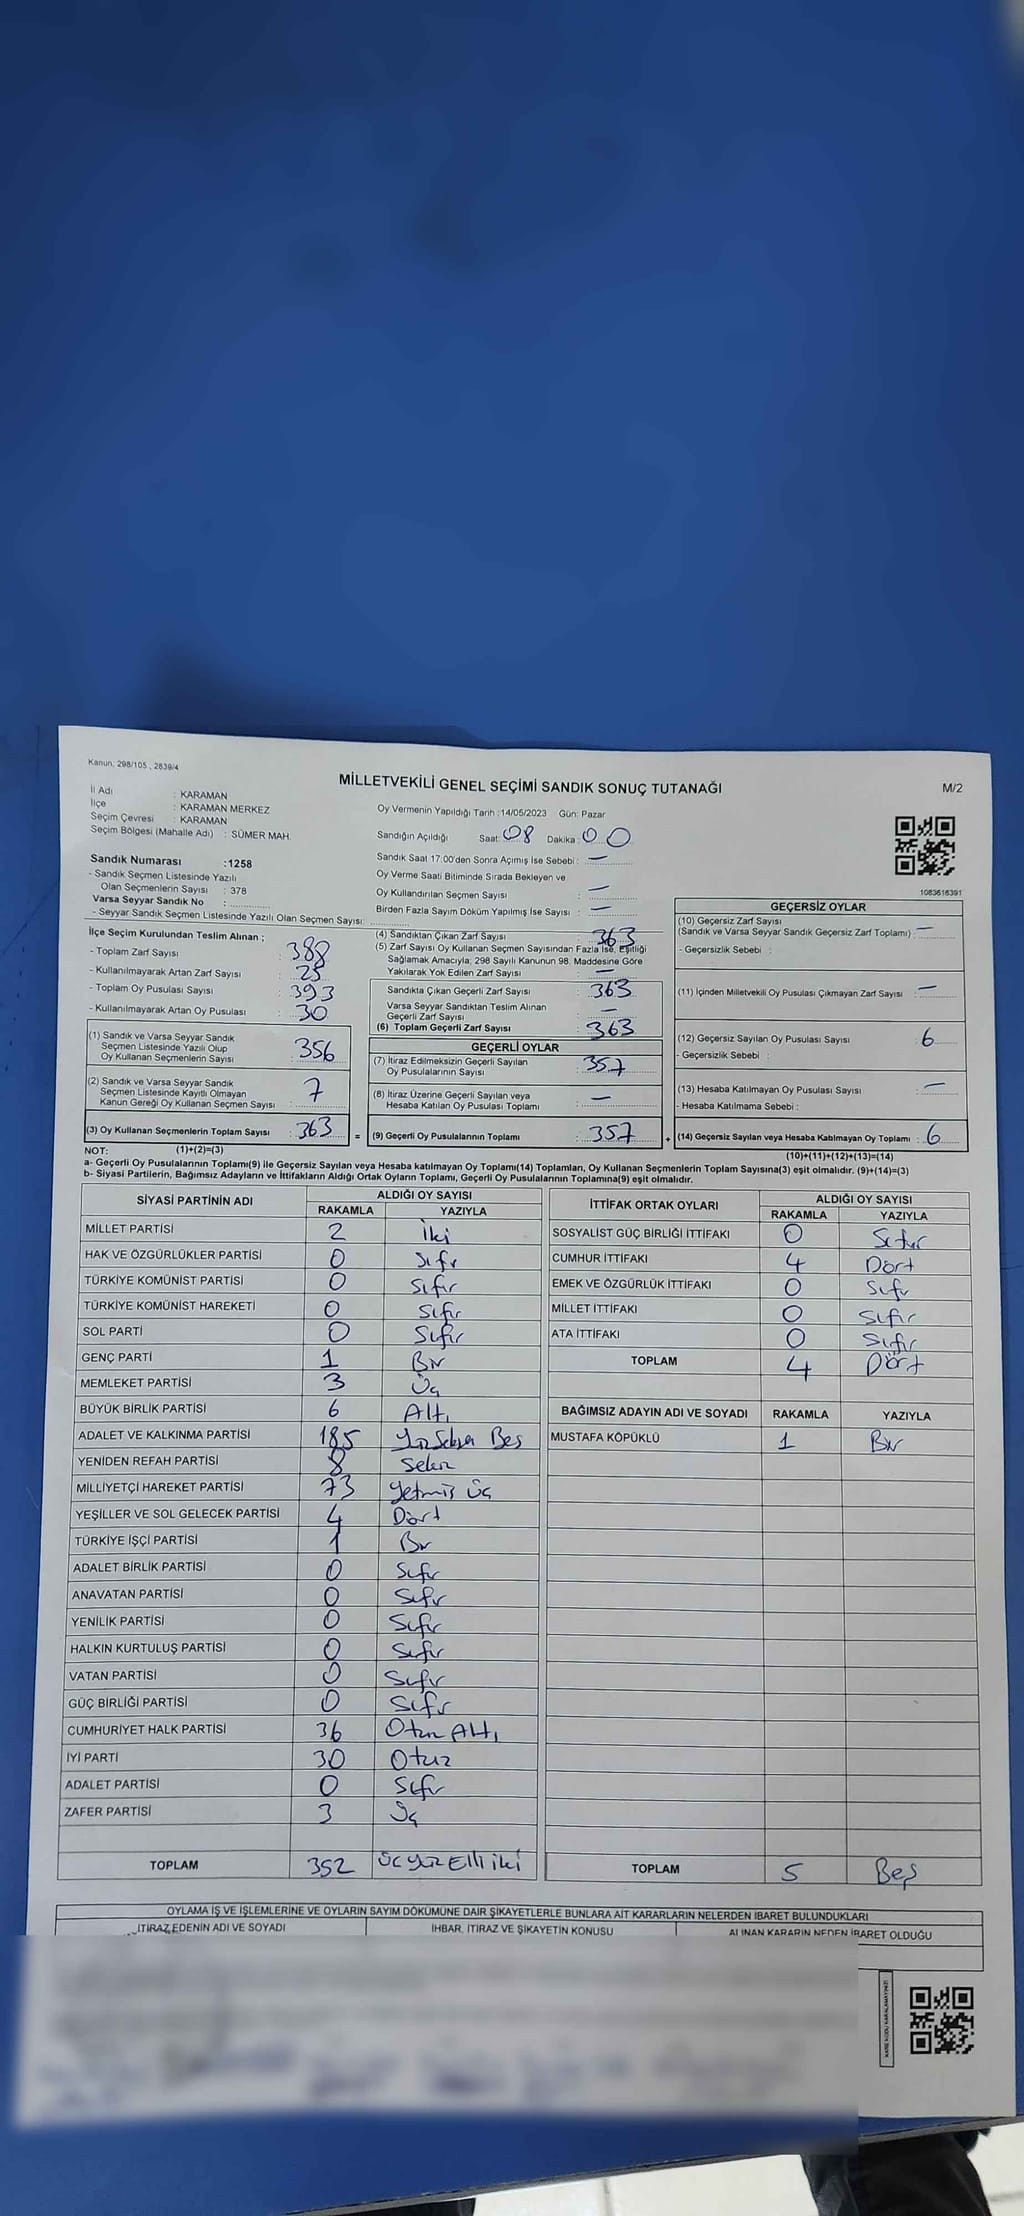 Kanun, 298/105 , 2839/4
MİLLETVEKİLİ GENEL SEÇİMİ SANDIK SONUÇ TUTANAĞI
M/2
İl Adı : KARAMAN
İlçe : KARAMAN MERKEZ
Seçim Çevresi : KARAMAN
Seçim Bölgesi (Mahalle Adı) : SÜMER MAH.
Oy Vermenin Yapıldığı Tarih : 14/05/2023 Gün: Pazar
Sandığın Açıldığı Saat: 08 Dakika: 00
Sandık Saat 17.00'den Sonra Açımış İse Sebebi : —
Oy Verme Saati Bitiminde Sırada Bekleyen ve
Oy Kullandırılan Seçmen Sayısı : —
Birden Fazla Sayım Döküm Yapılmış İse Sayısı : —
1083616391
Sandık Numarası :1258
- Sandık Seçmen Listesinde Yazılı
Olan Seçmenlerin Sayısı : 378
Varsa Seyyar Sandık No :
- Seyyar Sandık Seçmen Listesinde Yazılı Olan Seçmen Sayısı:
İlçe Seçim Kurulundan Teslim Alınan ;
- Toplam Zarf Sayısı : 388
- Kullanılmayarak Artan Zarf Sayısı : 25
- Toplam Oy Pusulası Sayısı : 393
- Kullanılmayarak Artan Oy Pusulası : 30
(1) Sandık ve Varsa Seyyar Sandık
Seçmen Listesinde Yazılı Olup
Oy Kullanan Seçmenlerin Sayısı : 356
(2) Sandık ve Varsa Seyyar Sandık
Seçmen Listesinde Kayıtlı Olmayan
Kanun Gereği Oy Kullanan Seçmen Sayısı : 7
(3) Oy Kullanan Seçmenlerin Toplam Sayısı : 363
(4) Sandıktan Çıkan Zarf Sayısı : 363
(5) Zarf Sayısı Oy Kullanan Seçmen Sayısından Fazla İse, Eşitliği
Sağlamak Amacıyla; 298 Sayılı Kanunun 98. Maddesine Göre
Yakılarak Yok Edilen Zarf Sayısı : —
Sandıkta Çıkan Geçerli Zarf Sayısı : 363
Varsa Seyyar Sandıktan Teslim Alınan
Geçerli Zarf Sayısı : —
(6) Toplam Geçerli Zarf Sayısı : 363
GEÇERLİ OYLAR
(7) İtiraz Edilmeksizin Geçerli Sayılan
Oy Pusulalarının Sayısı : 357
(8) İtiraz Üzerine Geçerli Sayılan veya
Hesaba Katılan Oy Pusulası Toplamı : —
= (9) Geçerli Oy Pusulalarının Toplamı : 357
GEÇERSİZ OYLAR
(10) Geçersiz Zarf Sayısı
(Sandık ve Varsa Seyyar Sandık Geçersiz Zarf Toplamı) : —
- Geçersizlik Sebebi :
(11) İçinden Milletvekili Oy Pusulası Çıkmayan Zarf Sayısı : —
(12) Geçersiz Sayılan Oy Pusulası Sayısı : 6
- Geçersizlik Sebebi :
(13) Hesaba Katılmayan Oy Pusulası Sayısı : —
- Hesaba Katılmama Sebebi :
+ (14) Geçersiz Sayılan veya Hesaba Katılmayan Oy Toplamı : 6
NOT: (1)+(2)=(3)
(10)+(11)+(12)+(13)=(14)
a- Geçerli Oy Pusulalarının Toplamı(9) ile Geçersiz Sayılan veya Hesaba katılmayan Oy Toplamı(14) Toplamları, Oy Kullanan Seçmenlerin Toplam Sayısına(3) eşit olmalıdır. (9)+(14)=(3)
b- Siyasi Partilerin, Bağımsız Adayların ve İttifakların Aldığı Ortak Oyların Toplamı, Geçerli Oy Pusulalarının Toplamına(9) eşit olmalıdır.
SİYASİ PARTİNİN ADI ALDIĞI OY SAYISI
RAKAMLA YAZIYLA
MİLLET PARTİSİ 2 İki
HAK VE ÖZGÜRLÜKLER PARTİSİ 0 Sıfır
TÜRKİYE KOMÜNİST PARTİSİ 0 Sıfır
TÜRKİYE KOMÜNİST HAREKETİ 0 Sıfır
SOL PARTİ 0 Sıfır
GENÇ PARTİ 1 Bir
MEMLEKET PARTİSİ 3 Üç
BÜYÜK BİRLİK PARTİSİ 6 Altı
ADALET VE KALKINMA PARTİSİ 185 Yüz Seksen Beş
YENİDEN REFAH PARTİSİ 8 Sekiz
MİLLİYETÇİ HAREKET PARTİSİ 73 Yetmiş Üç
YEŞİLLER VE SOL GELECEK PARTİSİ 4 Dört
TÜRKİYE İŞÇİ PARTİSİ 1 Bir
ADALET BİRLİK PARTİSİ 0 Sıfır
ANAVATAN PARTİSİ 0 Sıfır
YENİLİK PARTİSİ 0 Sıfır
HALKIN KURTULUŞ PARTİSİ 0 Sıfır
VATAN PARTİSİ 0 Sıfır
GÜÇ BİRLİĞİ PARTİSİ 0 Sıfır
CUMHURİYET HALK PARTİSİ 36 Otuz Altı
İYİ PARTİ 30 Otuz
ADALET PARTİSİ 0 Sıfır
ZAFER PARTİSİ 3 Üç
TOPLAM 352 Üç Yüz Elli iki
İTTİFAK ORTAK OYLARI ALDIĞI OY SAYISI
RAKAMLA YAZIYLA
SOSYALİST GÜÇ BİRLİĞİ İTTİFAKI 0 Sıfır
CUMHUR İTTİFAKI 4 Dört
EMEK VE ÖZGÜRLÜK İTTİFAKI 0 Sıfır
MİLLET İTTİFAKI 0 Sıfır
ATA İTTİFAKI 0 Sıfır
TOPLAM 4 Dört
BAĞIMSIZ ADAYIN ADI VE SOYADI RAKAMLA YAZIYLA
MUSTAFA KÖPÜKLÜ 1 Bir
TOPLAM 5 Beş
OYLAMA İŞ VE İŞLEMLERİNE VE OYLARIN SAYIM DÖKÜMÜNE DAİR ŞİKAYETLERLE BUNLARA AİT KARARLARIN NELERDEN İBARET BULUNDUKLARI
İTİRAZ EDENİN ADI VE SOYADI İHBAR, İTİRAZ VE ŞİKAYETİN KONUSU ALINAN KARARIN NEDEN İBARET OLDUĞU
KARE KODU KARALAMAYINIZ!